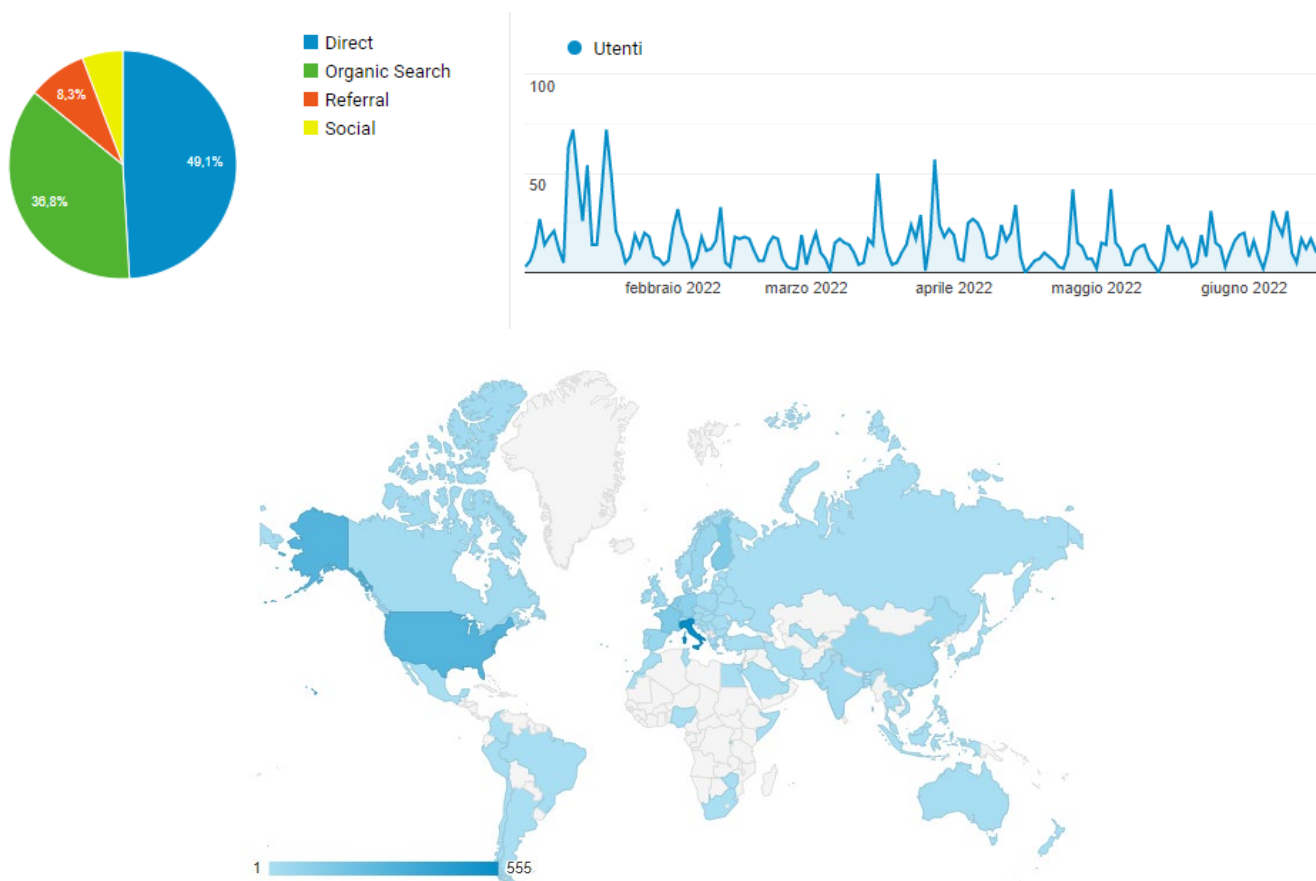 Direct
Organic Search
Referral
Social
8,3%
49,1%
36,8%
Utenti
100
50
febbraio 2022 marzo 2022 aprile 2022 maggio 2022 giugno 2022
1 555